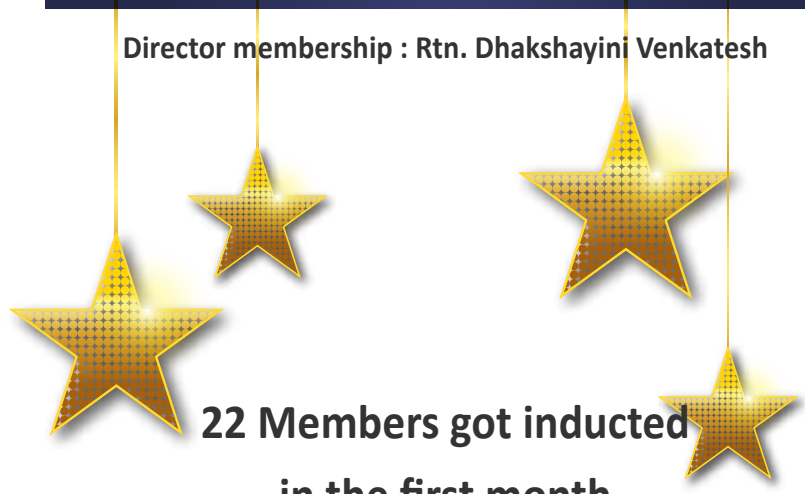 Director membership : Rtn. Dhakshayini Venkatesh
22 Members got inducted
in the first month